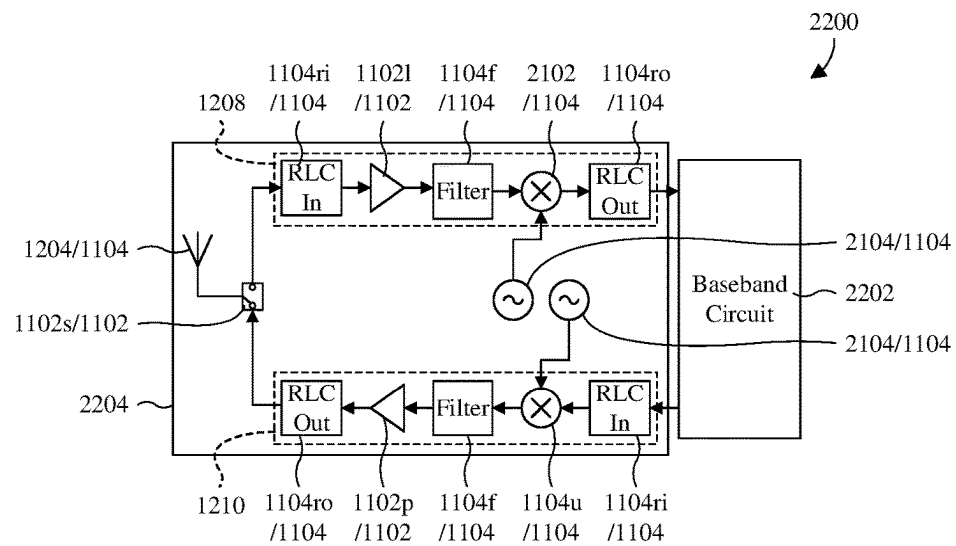 2200
1104ri 1102l 1104f 2102 1104ro
1208 /1104 /1102 /1104 /1104 /1104
RLC In
Filter
RLC Out
1204/1104
2104/1104
Baseband Circuit
2202
1102s/1102
2104/1104
2204
RLC Out
Filter
RLC In
1210
1104ro 1102p 1104f 1104u 1104ri
/1104 /1102 /1104 /1104 /1104